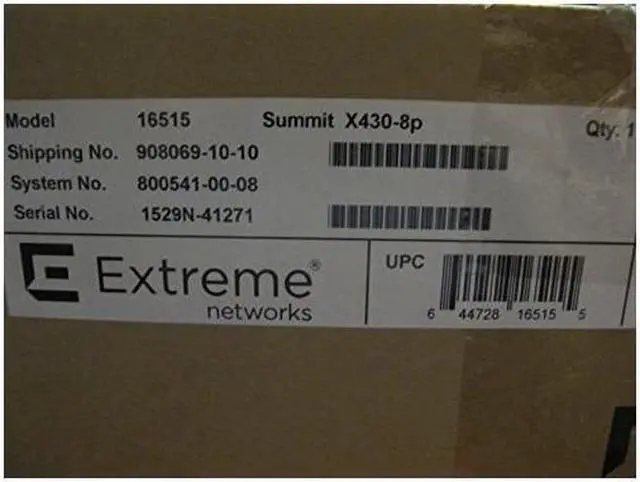 Model 16515 Summit X430-8p Qty. 1
Shipping No. 908069-10-10
System No. 800541-00-08
Serial No. 1529N-41271
Extreme®
networks
UPC
6 44728 16515 5